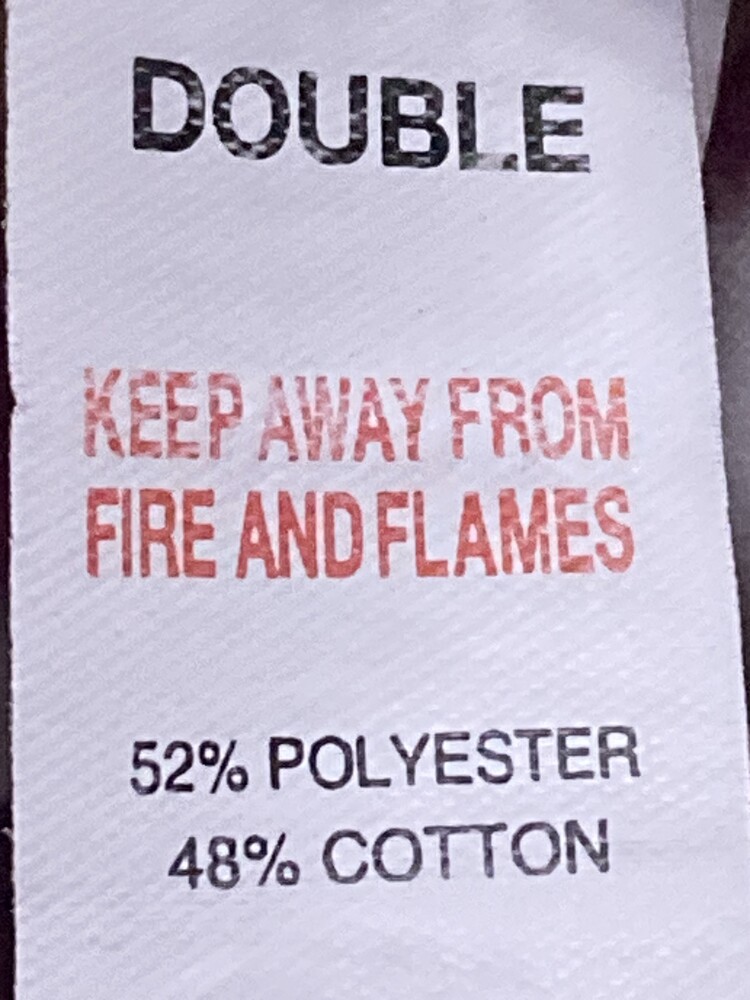 DOUBLE
KEEP AWAY FROM
FIRE AND FLAMES
52% POLYESTER
48% COTTON